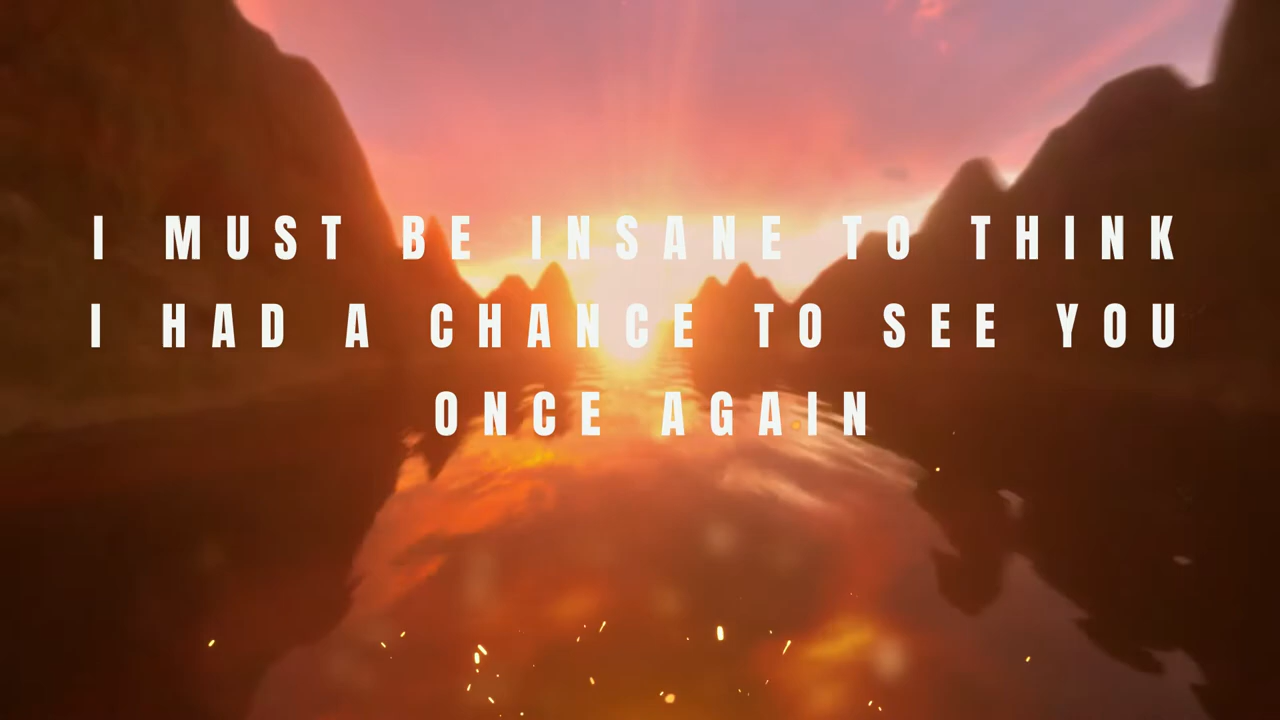 I MUST BE INSANE TO THINK
I HAD A CHANCE TO SEE YOU
ONCE AGAIN